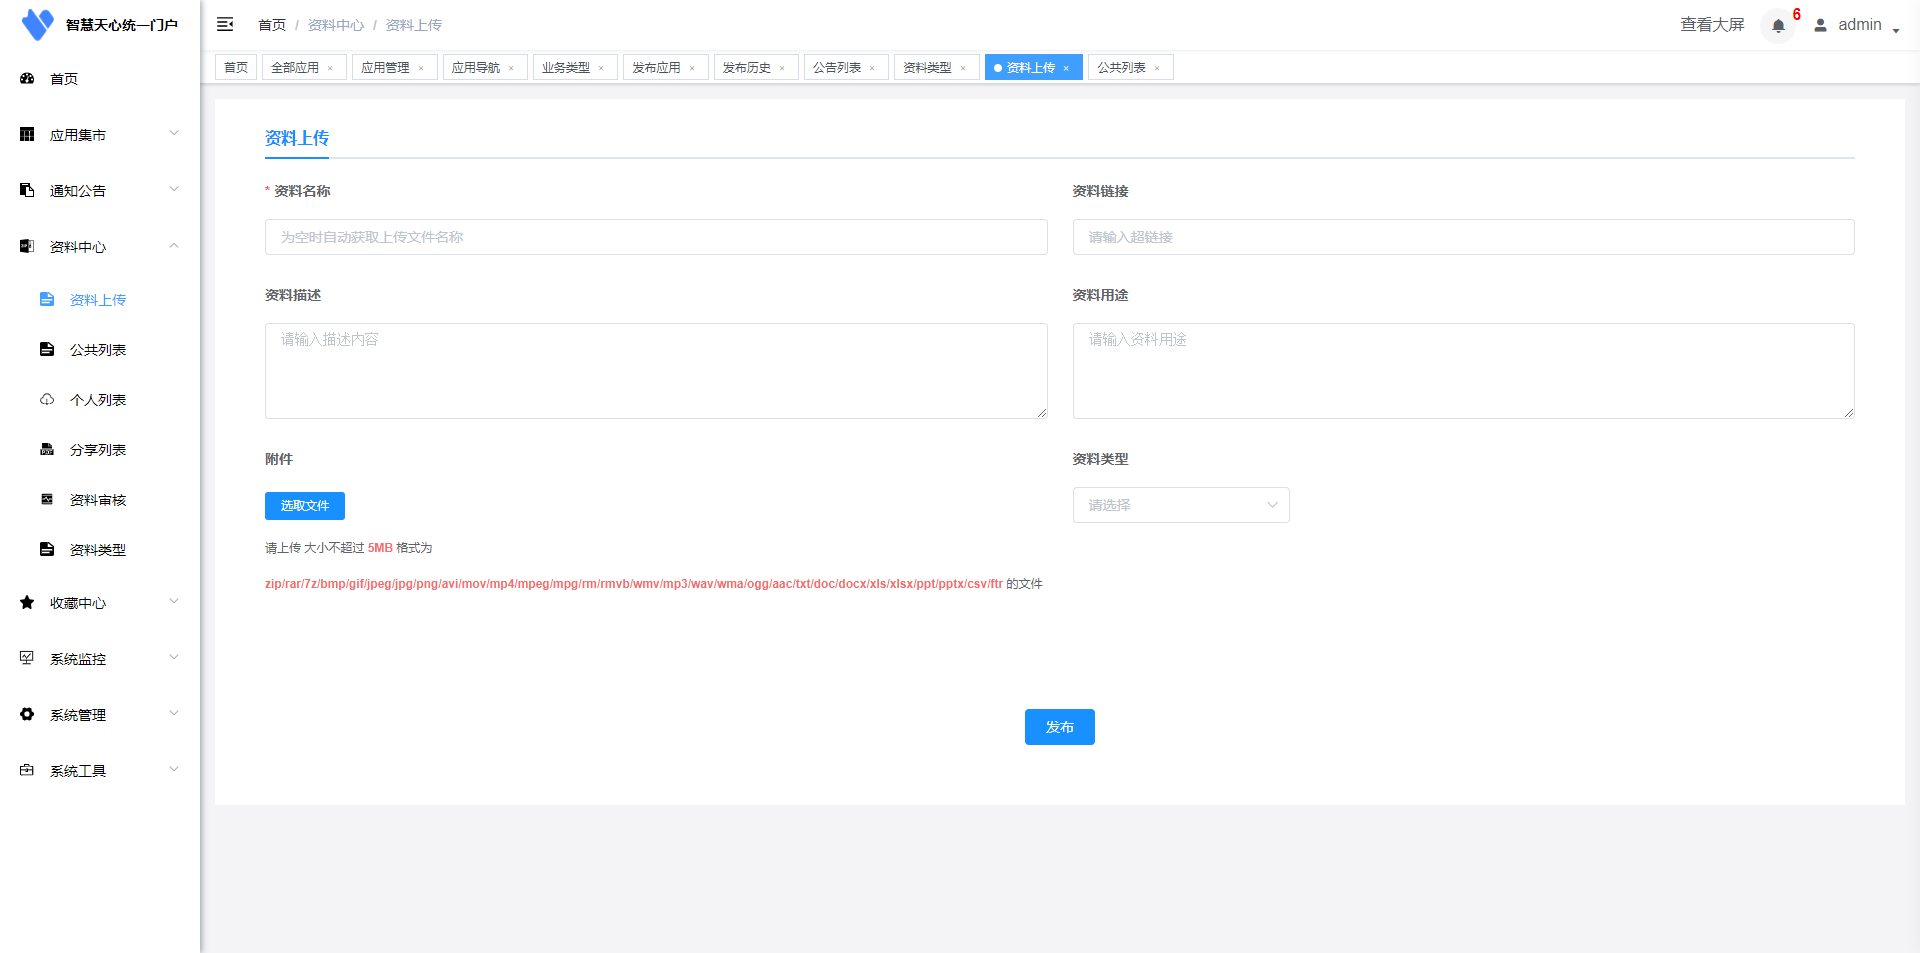 智慧天心统一门户
首页 / 资料中心 / 资料上传
查看大屏
6
admin
首页
全部应用 ×
应用管理 ×
应用导航 ×
业务类型 ×
发布应用 ×
发布历史 ×
公告列表 ×
资料类型 ×
资料上传 ×
公共列表 ×
首页
应用集市
通知公告
资料中心
资料上传
公共列表
个人列表
分享列表
资料审核
资料类型
收藏中心
系统监控
系统管理
系统工具
资料上传
* 资料名称
为空时自动获取上传文件名称
资料链接
请输入超链接
资料描述
请输入描述内容
资料用途
请输入资料用途
附件
选取文件
请上传 大小不超过 5MB 格式为
zip/rar/7z/bmp/gif/jpeg/jpg/png/avi/mov/mp4/mpeg/mpg/rm/rmvb/wmv/mp3/wav/wma/ogg/aac/txt/doc/docx/xls/xlsx/ppt/pptx/csv/ftr 的文件
资料类型
请选择
发布